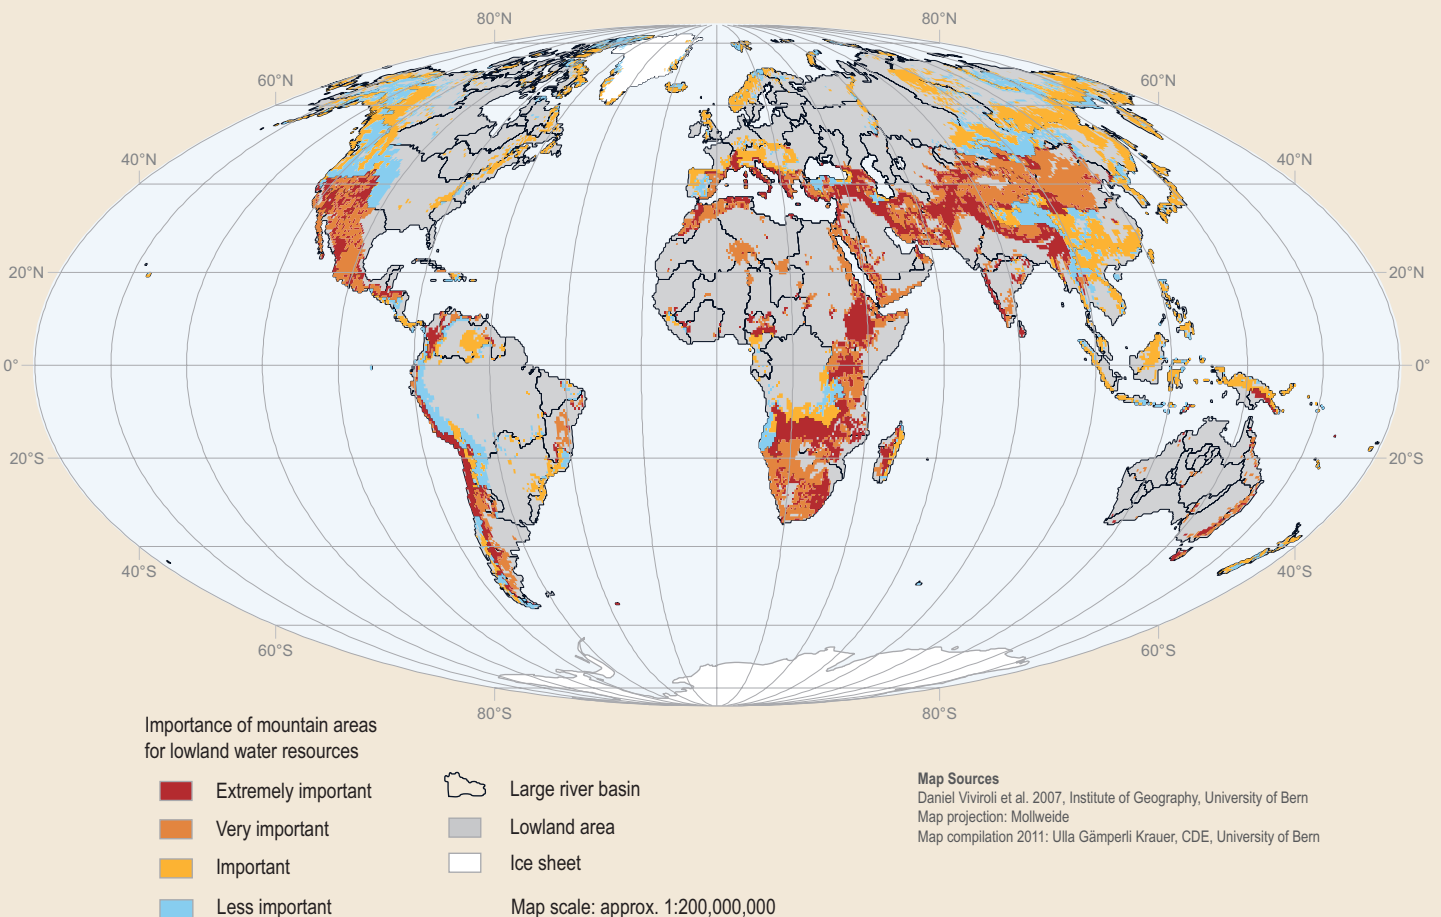 80°N
80°N
60°N
60°N
40°N
40°N
20°N
20°N
0°
0°
20°S
20°S
40°S
40°S
60°S
60°S
80°S
80°S
Importance of mountain areas
for lowland water resources
Extremely important
Very important
Important
Less important
Large river basin
Lowland area
Ice sheet
Map scale: approx. 1:200,000,000
Map Sources
Daniel Viviroli et al. 2007, Institute of Geography, University of Bern
Map projection: Mollweide
Map compilation 2011: Ulla Gämperli Krauer, CDE, University of Bern